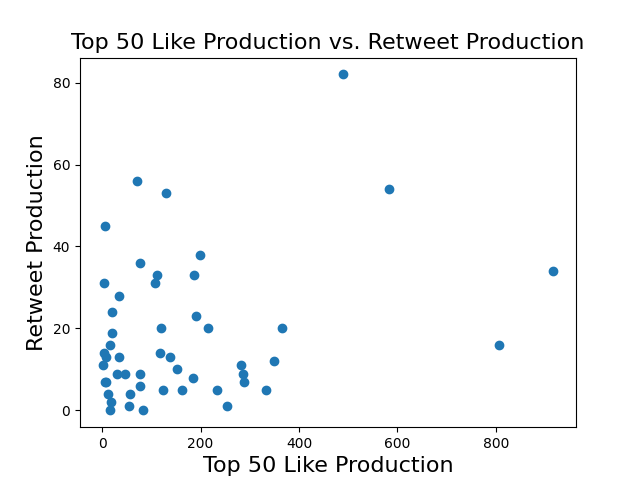 Top 50 Like Production vs. Retweet Production
80
60
40
20
0
Retweet Production
0 200 400 600 800
Top 50 Like Production